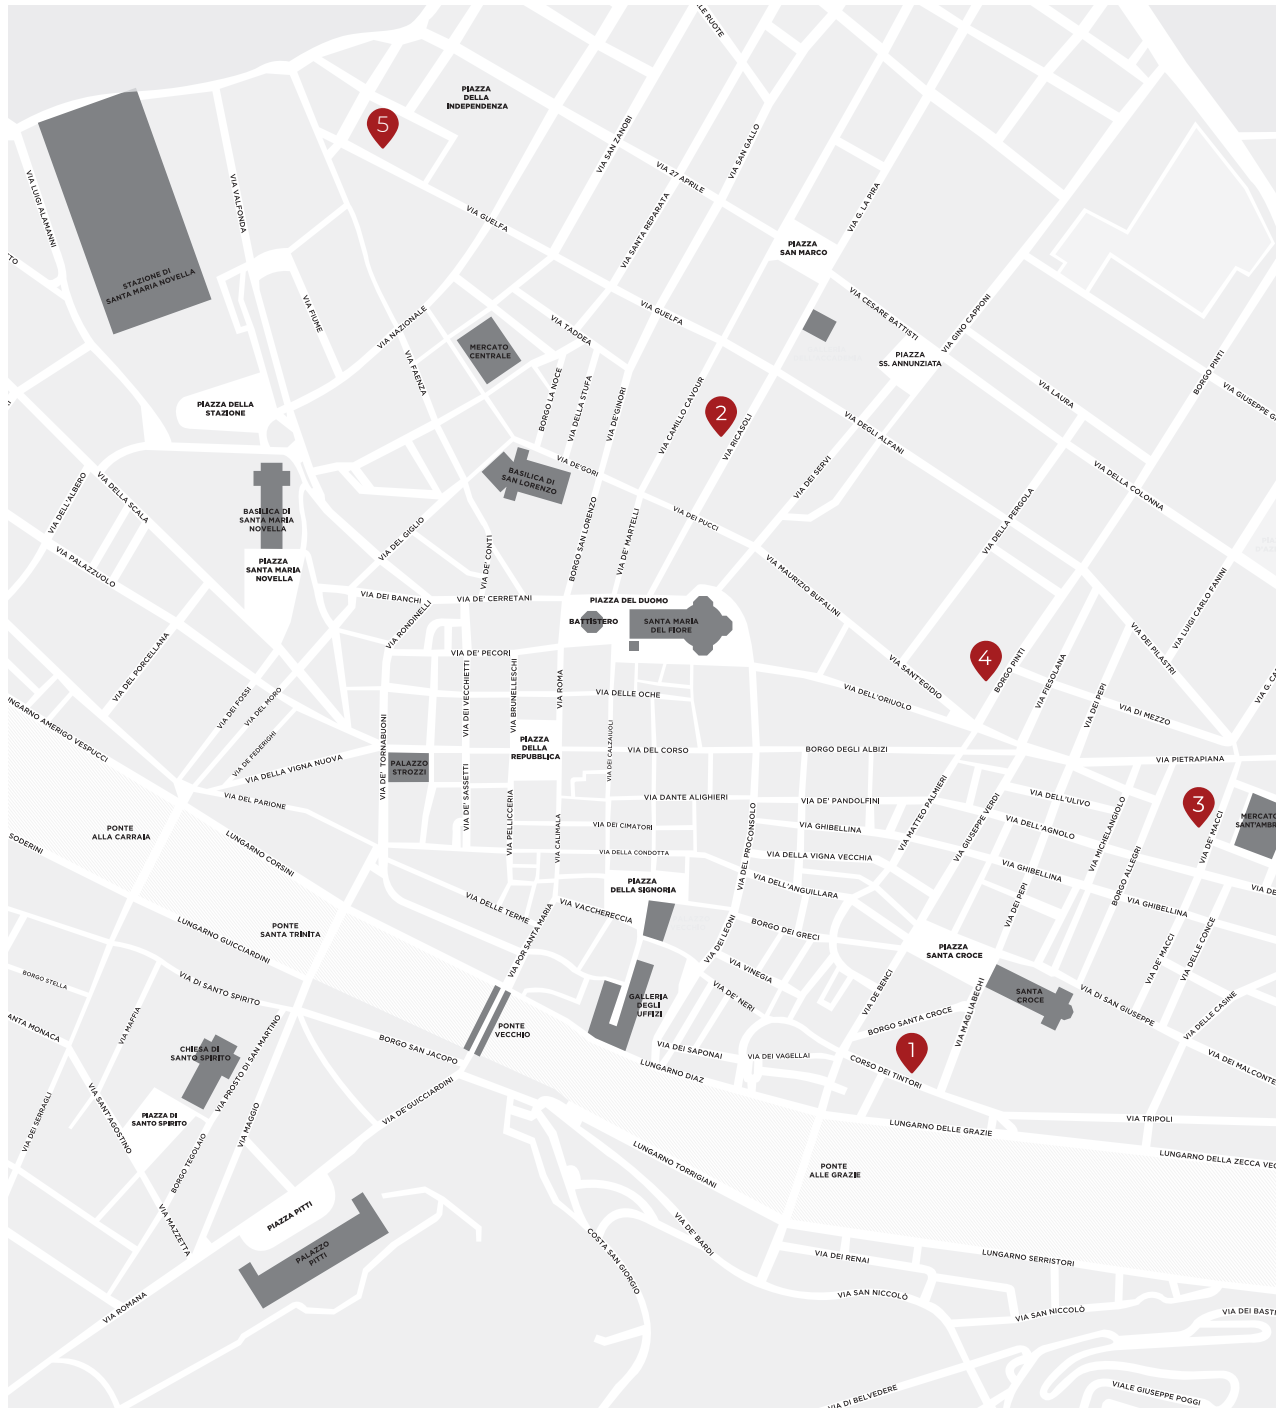 LE RUOTE
PIAZZA
DELLA
INDEPENDENZA
5
VIA SAN ZANOBI
VIA SAN GALLO
VIA 27 APRILE
VIA LUIGI ALAMANNI
VIA VALFONDA
VIA GUELFA
VIA SANTA REPARATA
VIA G. LA PIRA
PIAZZA
SAN MARCO
TTO
STAZIONE DI
SANTA MARIA NOVELLA
VIA FIUME
VIA NAZIONALE
VIA TADDEA
VIA GUELFA
VIA CESARE BATTISTI
VIA GINO CAPPONI
MERCATO
CENTRALE
VIA FAENZA
PIAZZA
SS. ANNUNZIATA
BORGO PINTI
VIA LAURA
VIA GIUSEPPE G
PIAZZA DELLA
STAZIONE
BORGO LA NOCE
VIA DELLA STUFA
VIA DE'GINORI
VIA CAMILLO CAVOUR
2
VIA RICASOLI
VIA DEGLI ALFANI
VIA DEI SERVI
VIA DELLA COLONNA
VIA DE'GORI
BASILICA DI
SAN LORENZO
VIA DELLA SCALA
VIA DELL'ALBERO
BASILICA DI
SANTA MARIA
NOVELLA
VIA DEL GIGLIO
VIA DE' CONTI
BORGO SAN LORENZO
VIA DE' MARTELLI
VIA DEI PUCCI
VIA DELLA PERGOLA
VIA PALAZZUOLO
PIAZZA
SANTA MARIA
NOVELLA
VIA MAURIZIO BUFALINI
VIA LUIGI CARLO FANINI
VIA DEI BANCHI
VIA DE' CERRETANI
VIA RONDINELLI
PIAZZA DEL DUOMO
BATTISTERO
SANTA MARIA
DEL FIORE
VIA DE' PECORI
VIA DEL PORCELLANA
VIA SANT'EGIDIO
4
BORGO PINTI
VIA FIESOLANA
VIA DEI PILASTRI
VIA DEI PEPI
VIA G. CA
VIA DEI FOSSI
VIA DEL MORO
VIA DE FEDERIGHI
VIA DEI VECCHIETTI
VIA BRUNELLESCHI
VIA ROMA
VIA DELLE OCHE
VIA DELL'ORIUOLO
VIA DI MEZZO
LUNGARNO AMERIGO VESPUCCI
VIA DE' TORNABUONI
VIA DELLA VIGNA NUOVA
PALAZZO
STROZZI
PIAZZA
DELLA
REPUBBLICA
VIA DEI CALZAIUOLI
VIA DEL CORSO
BORGO DEGLI ALBIZI
VIA PIETRAPIANA
VIA DEL PARIONE
VIA DE' SASSETTI
VIA PELLICCERIA
VIA CALIMALA
VIA DANTE ALIGHIERI
VIA DE' PANDOLFINI
VIA MATTEO PALMIERI
VIA GIUSEPPE VERDI
VIA DELL'ULIVO
VIA DELL'AGNOLO
VIA MICHELANGIOLO
3
VIA DE' MACCI
MERCATO
SANT'AMB
PONTE
ALLA CARRAIA
SODERINI
LUNGARNO CORSINI
VIA DEI CIMATORI
VIA DELLA CONDOTTA
VIA DEL PROCONSOLO
VIA GHIBELLINA
VIA DELLA VIGNA VECCHIA
VIA DELL'ANGUILLARA
VIA GHIBELLINA
VIA DEI PEPI
BORGO ALLEGRI
VIA GHIBELLINA
VIA DE
PIAZZA
DELLA SIGNORIA
VIA DELLE TERME
VIA VACCHERECCIA
VIA POR SANTA MARIA
BORGO DEI GRECI
VIA DEI LEONI
VIA VINEGIA
VIA DE' NERI
PIAZZA
SANTA CROCE
VIA DE' MACCI
VIA DELLE CONCE
PONTE
SANTA TRINITA
LUNGARNO GUICCIARDINI
VIA DI SANTO SPIRITO
BORGO STELLA
VIA MAFFIA
ANTA MONACA
GALLERIA
DEGLI
UFFIZI
VIA DE BENCI
BORGO SANTA CROCE
VIA MAGLIABECHI
SANTA
CROCE
VIA DI SAN GIUSEPPE
VIA DELLE CASINE
VIA DEI MALCONTE
PONTE
VECCHIO
BORGO SAN JACOPO
VIA DEI SAPONAI
VIA DEI VAGELLAI
LUNGARNO DIAZ
1
CORSO DEI TINTORI
CHIESA DI
SANTO SPIRITO
VIA PROSTO DI SAN MARTINO
VIA MAGGIO
VIA DE'GUICCIARDINI
VIA SANT'AGOSTINO
VIA DEI SERRAGLI
PIAZZA DI
SANTO SPIRITO
BORGO TEGOLAIO
VIA MAZZETTA
LUNGARNO DELLE GRAZIE
VIA TRIPOLI
LUNGARNO DELLA ZECCA VEC
LUNGARNO TORRIGIANI
PONTE
ALLE GRAZIE
PIAZZA PITTI
PALAZZO
PITTI
VIA ROMANA
COSTA SAN GIORGIO
VIA DE' BARDI
VIA DEI RENAI
LUNGARNO SERRISTORI
VIA SAN NICCOLÒ
VIA SAN NICCOLÒ
VIA DEI BAST
VIA DI BELVEDERE
VIALE GIUSEPPE POGGI